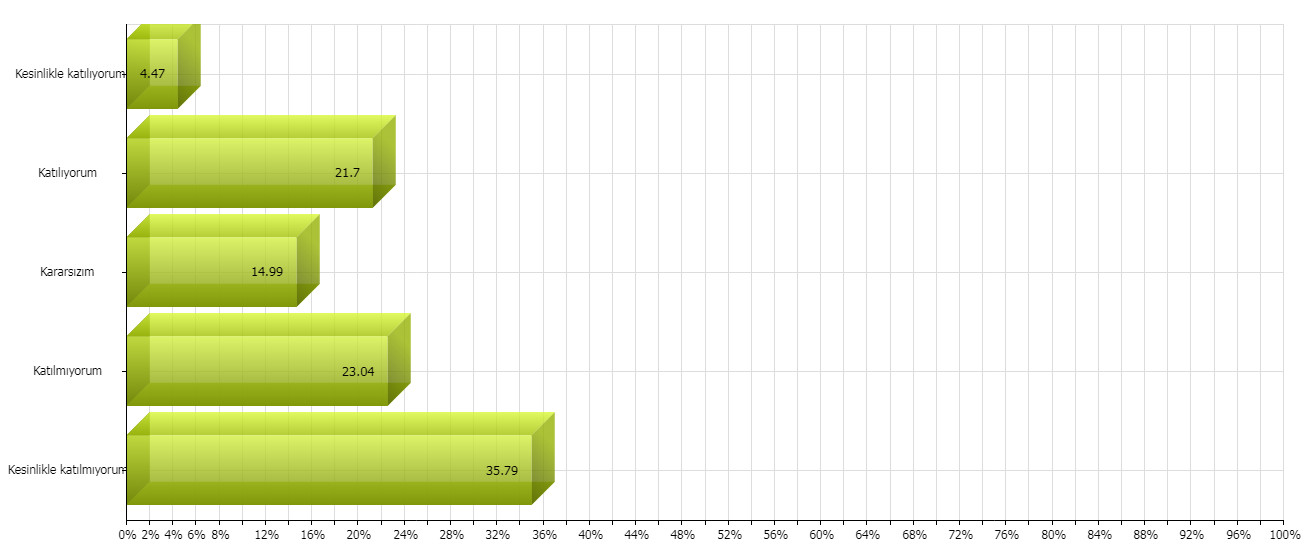 Kesinlikle katılıyorum
4.47
Katılıyorum
21.7
Kararsızım
14.99
Katılmıyorum
23.04
Kesinlikle katılmıyorum
35.79
0% 2% 4% 6% 8% 12% 16% 20% 24% 28% 32% 36% 40% 44% 48% 52% 56% 60% 64% 68% 72% 76% 80% 84% 88% 92% 96% 100%